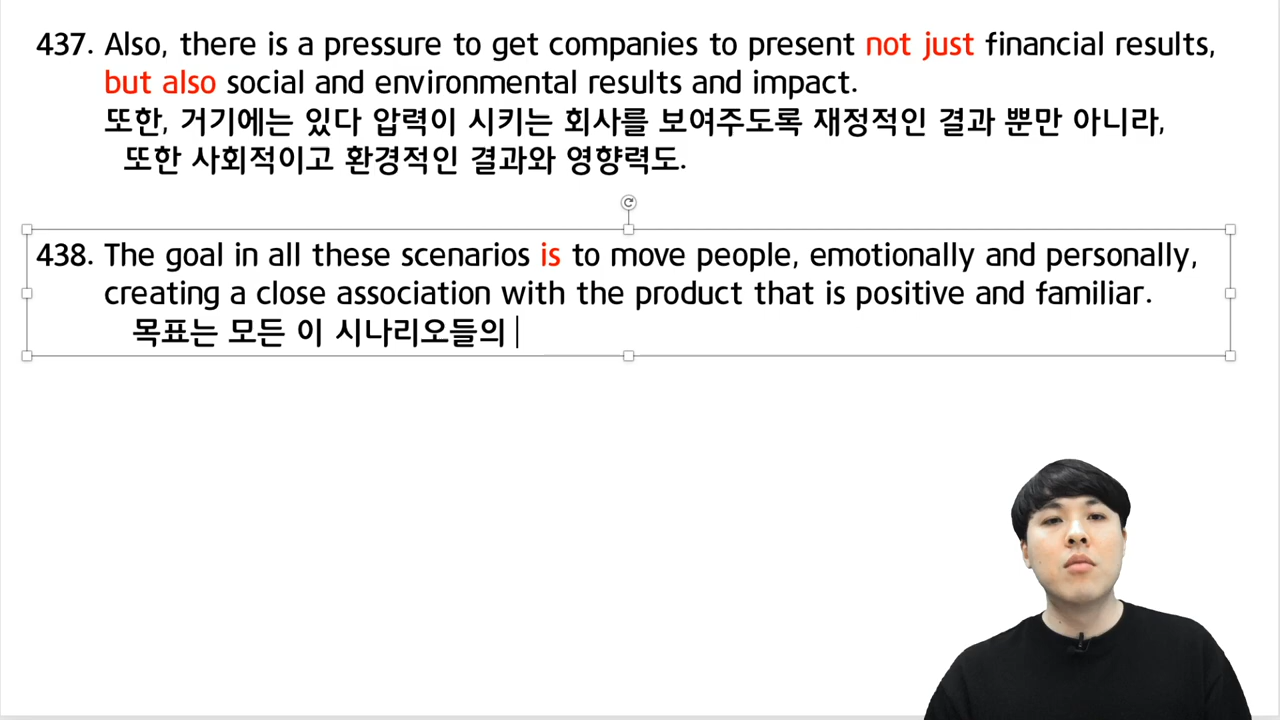 437. Also, there is a pressure to get companies to present not just financial results,
but also social and environmental results and impact.
또한, 거기에는 있다 압력이 시키는 회사를 보여주도록 재정적인 결과 뿐만 아니라,
또한 사회적이고 환경적인 결과와 영향력도.
438. The goal in all these scenarios is to move people, emotionally and personally,
creating a close association with the product that is positive and familiar.
목표는 모든 이 시나리오들의